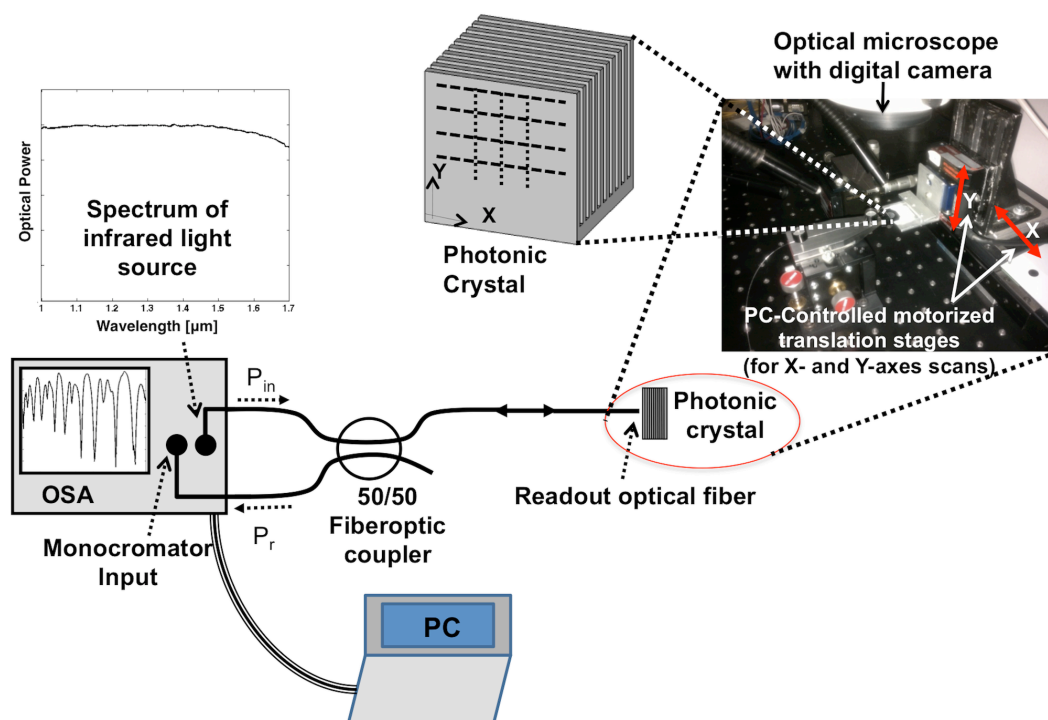 Optical microscope
with digital camera
Optical Power
Spectrum of
infrared light
source
1 1.1 1.2 1.3 1.4 1.5 1.6 1.7
Wavelength [µm]
Y
X
Photonic
Crystal
Y
X
PC-Controlled motorized
translation stages
(for X- and Y-axes scans)
Pin
Photonic
crystal
OSA
50/50
Fiberoptic
coupler
Readout optical fiber
Pr
Monocromator
Input
PC